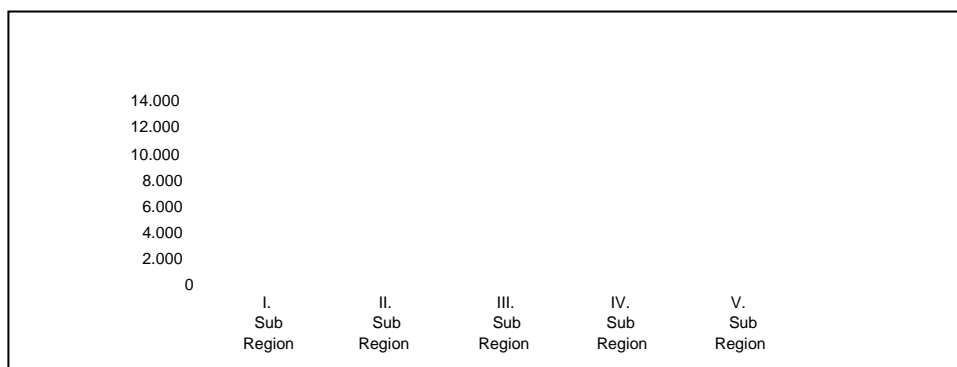 14.000
12.000
10.000
8.000
6.000
4.000
2.000
0
I. II. III. IV. V.
Sub Sub Sub Sub Sub
Region Region Region Region Region